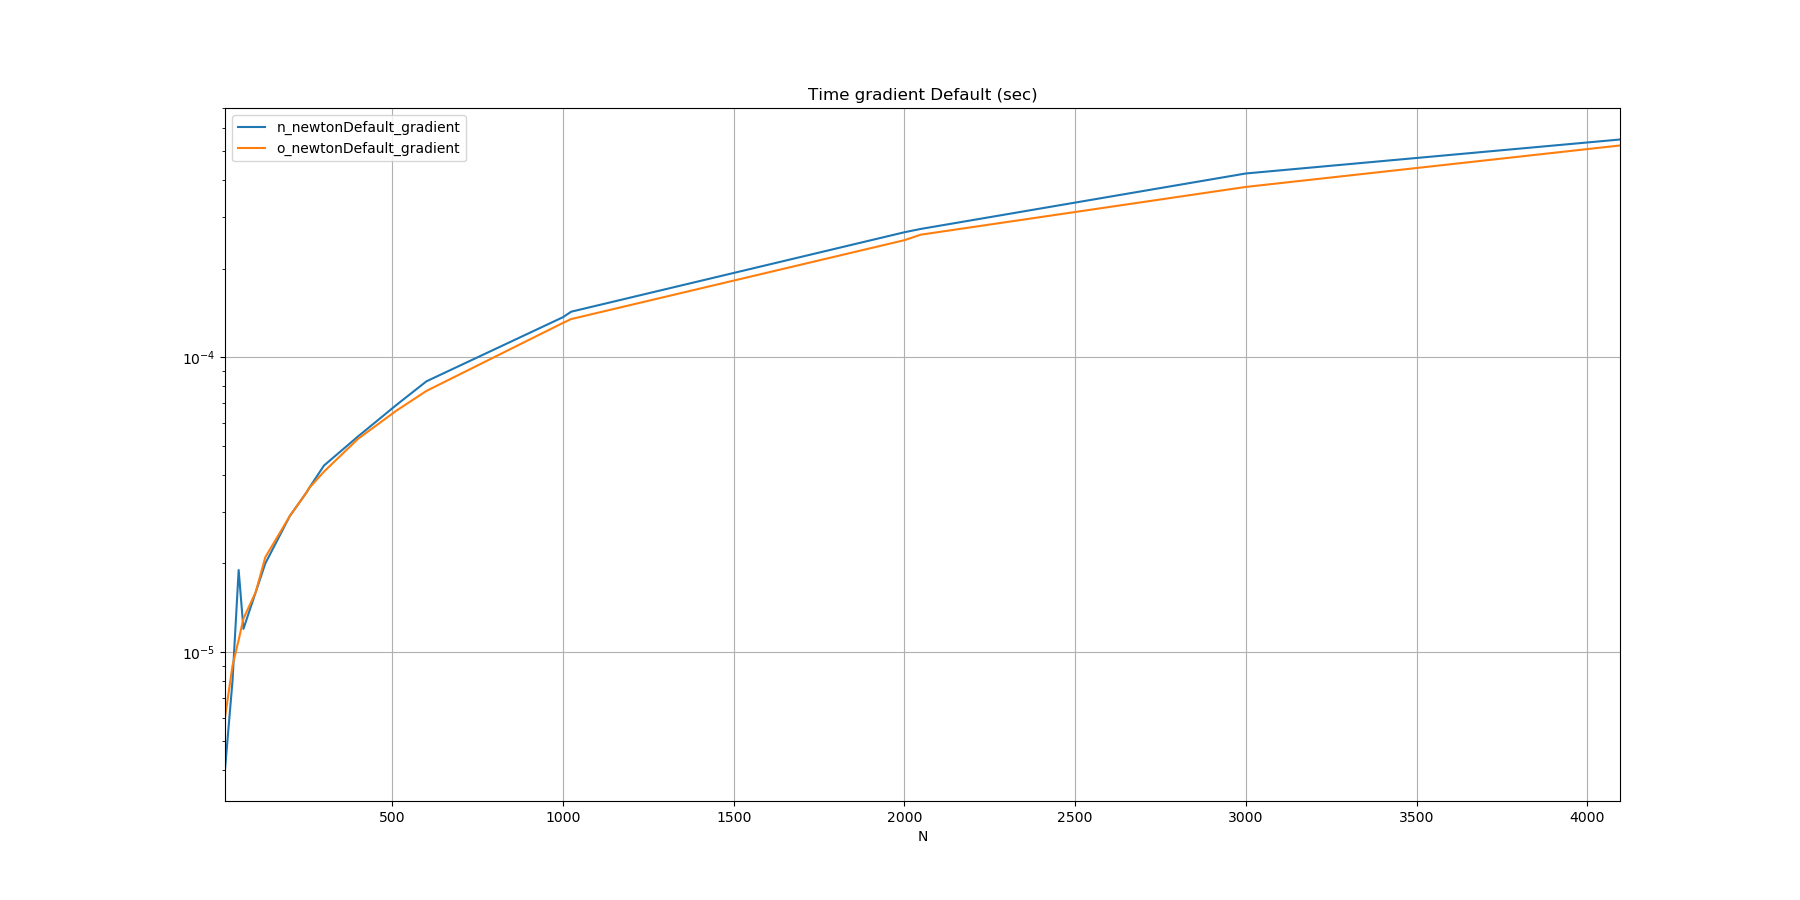 Time gradient Default (sec)
n_newtonDefault_gradient
o_newtonDefault_gradient
10⁻⁴
10⁻⁵
500 1000 1500 2000 2500 3000 3500 4000
N